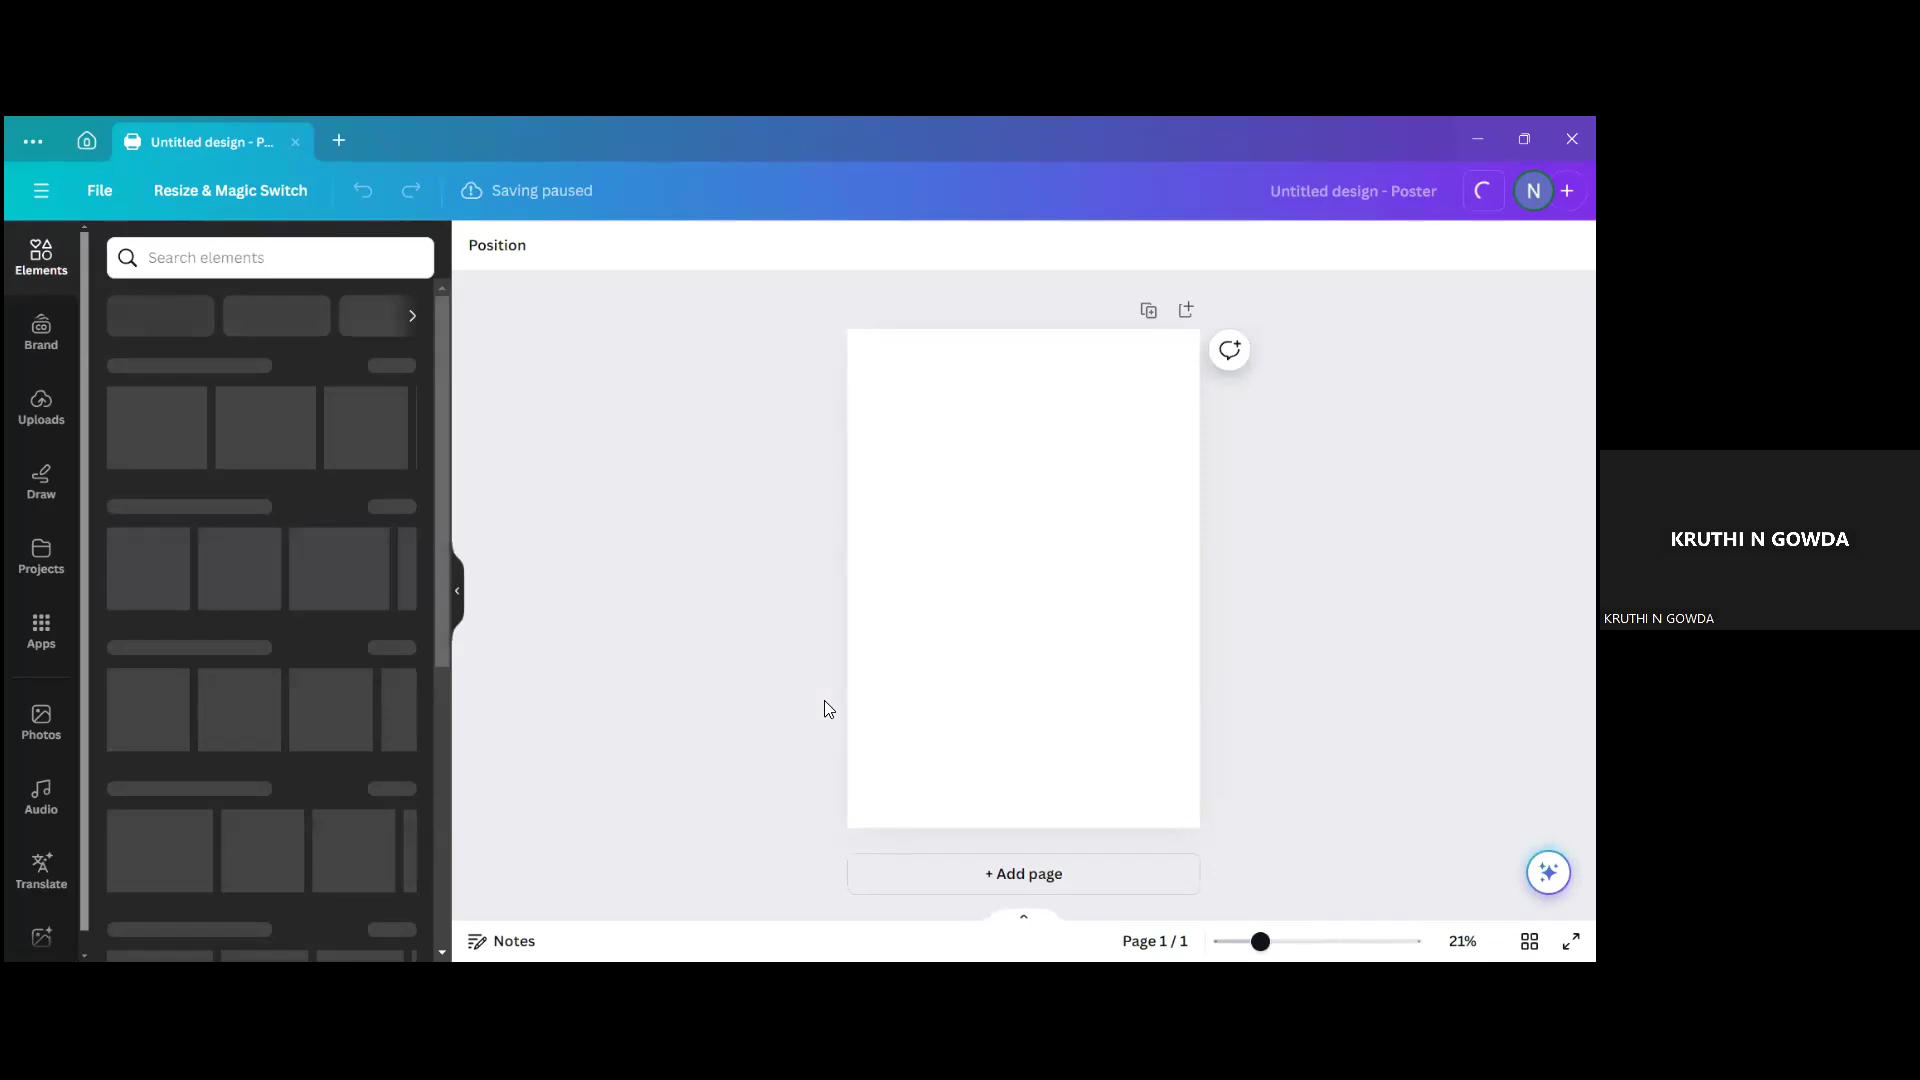 Untitled design - P...
File
Resize & Magic Switch
Saving paused
Untitled design - Poster
N
Elements
Search elements
Position
Brand
CO
Uploads
Draw
Projects
Apps
Photos
Audio
Translate
+ Add page
Notes
Page 1 / 1
21%
KRUTHI N GOWDA
KRUTHI N GOWDA